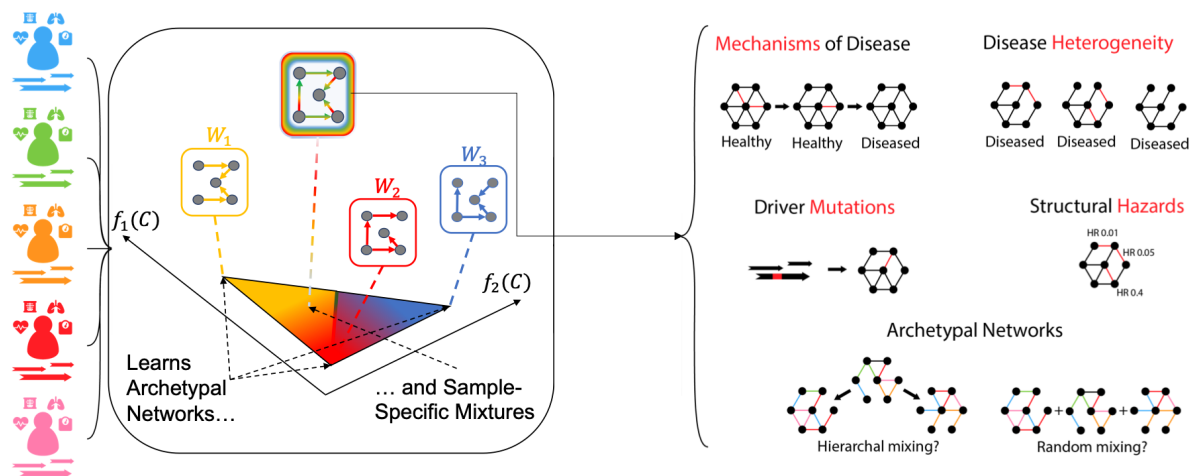 W₁
W₂
W₃
f₁(C)
f₂(C)
Learns
Archetypal
Networks…
… and Sample-
Specific Mixtures
Mechanisms of Disease
Healthy
Healthy
Diseased
Disease Heterogeneity
Diseased
Diseased
Diseased
Driver Mutations
Structural Hazards
HR 0.01
HR 0.05
HR 0.4
Archetypal Networks
Hierarchal mixing?
+
+
Random mixing?